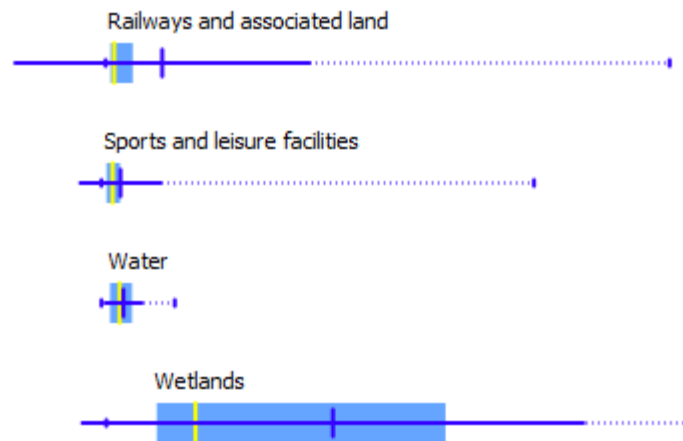 Railways and associated land
Sports and leisure facilities
Water
Wetlands